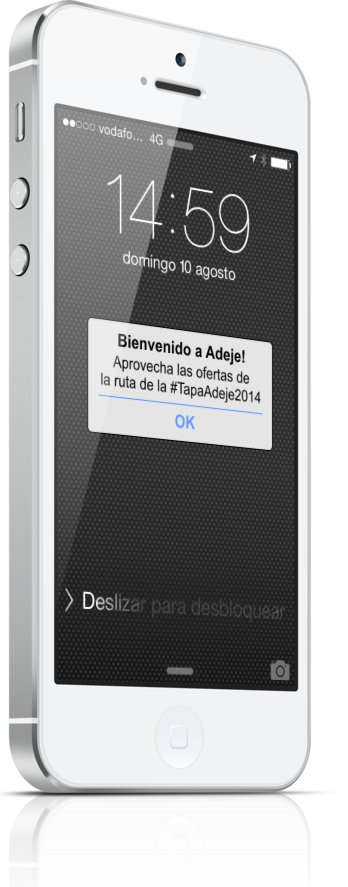 vodafo... 4G
14:59
domingo 10 agosto
Bienvenido a Adeje!
Aprovecha las ofertas de
la ruta de la #TapaAdeje2014
OK
Deslizar para desbloquear